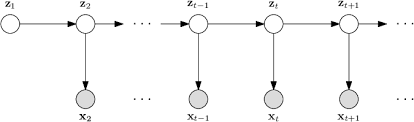 z₁ z₂ zₜ₋₁ zₜ zₜ₊₁
··· ···
··· ···
x₂ xₜ₋₁ xₜ xₜ₊₁